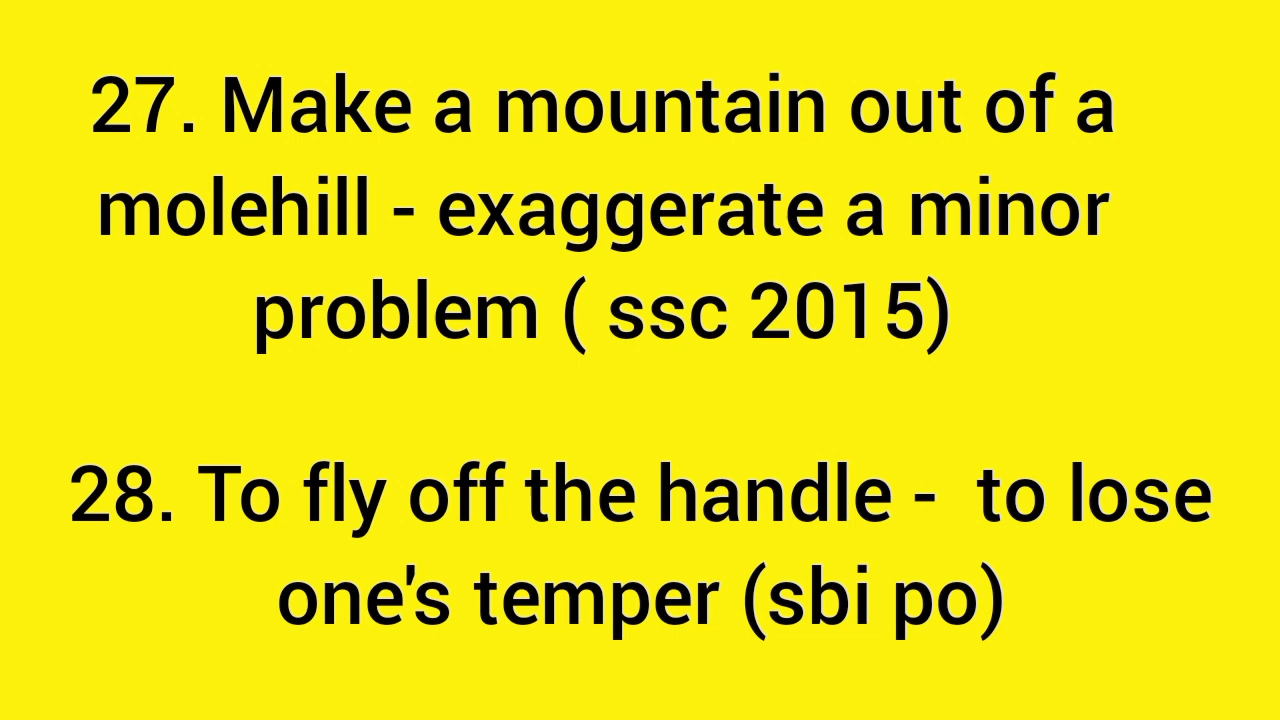 27. Make a mountain out of a
molehill - exaggerate a minor
problem ( ssc 2015)
28. To fly off the handle -  to lose
one's temper (sbi po)